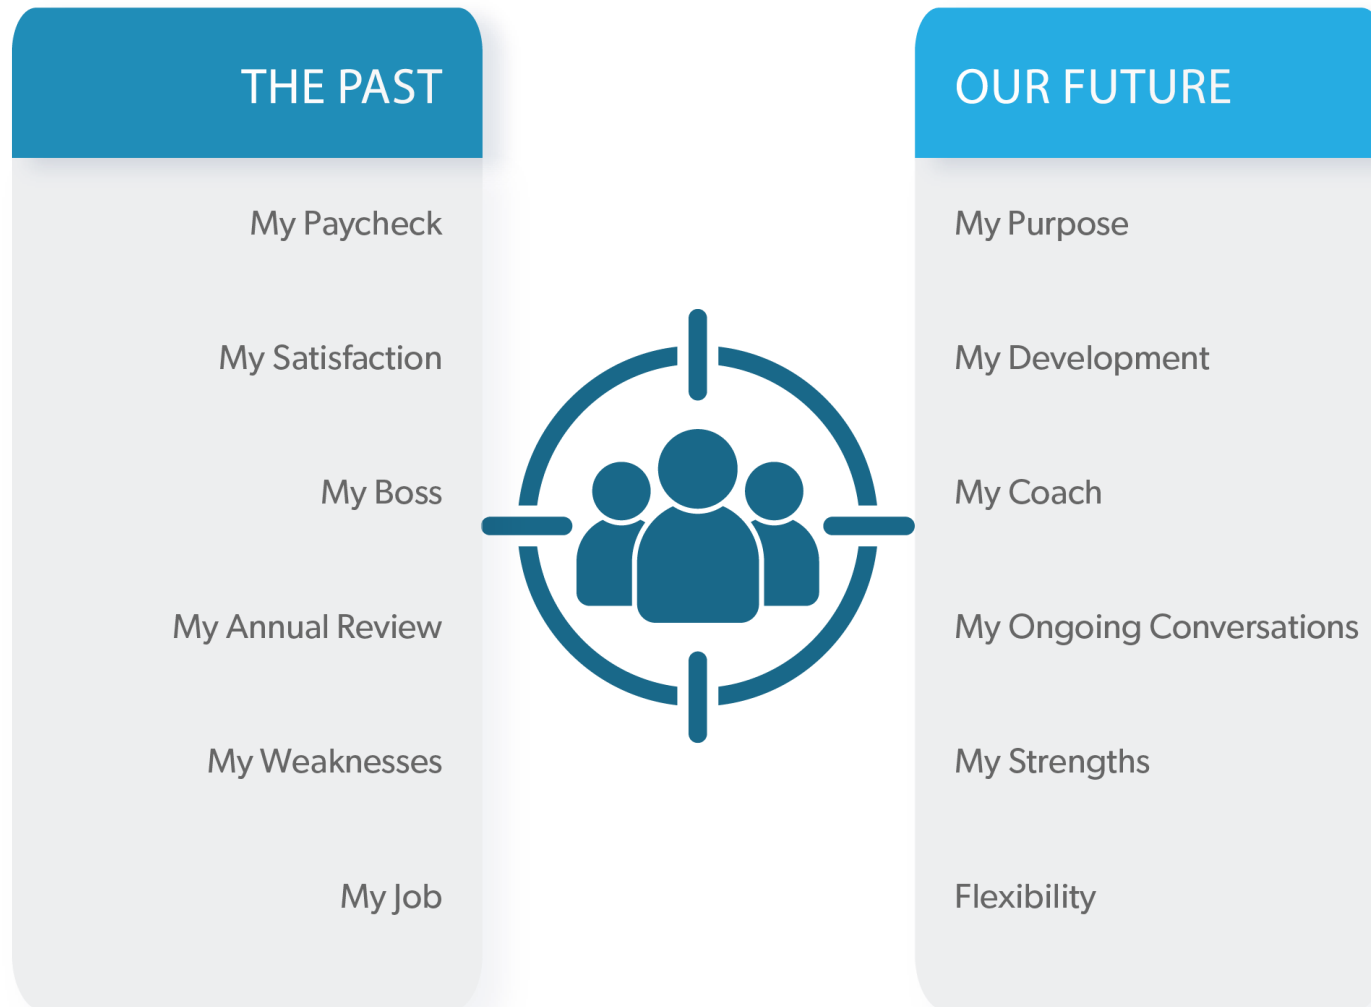 THE PAST
My Paycheck
My Satisfaction
My Boss
My Annual Review
My Weaknesses
My Job
OUR FUTURE
My Purpose
My Development
My Coach
My Ongoing Conversations
My Strengths
Flexibility